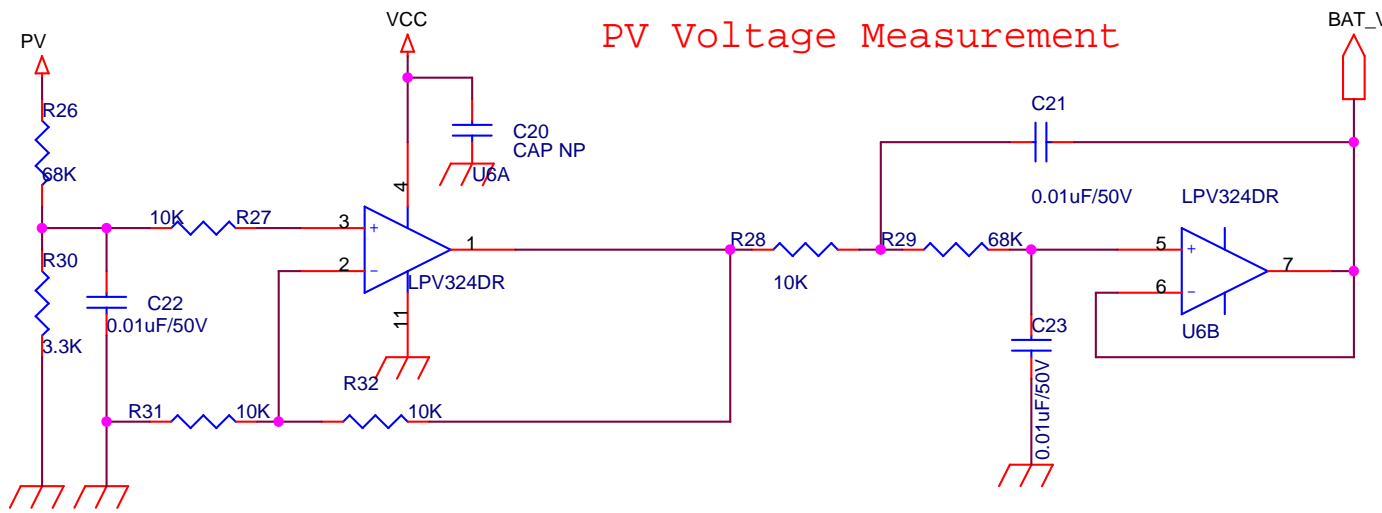 PV Voltage Measurement
PV
VCC
BAT_V
R26
68K
C20
CAP NP
U6A
4
10K
R27
3
+
2
−
1
LPV324DR
11
R30
3.3K
C22
0.01uF/50V
R31
10K
R32
10K
R28
10K
R29
68K
C21
0.01uF/50V
LPV324DR
5
+
6
−
7
U6B
C23
0.01uF/50V